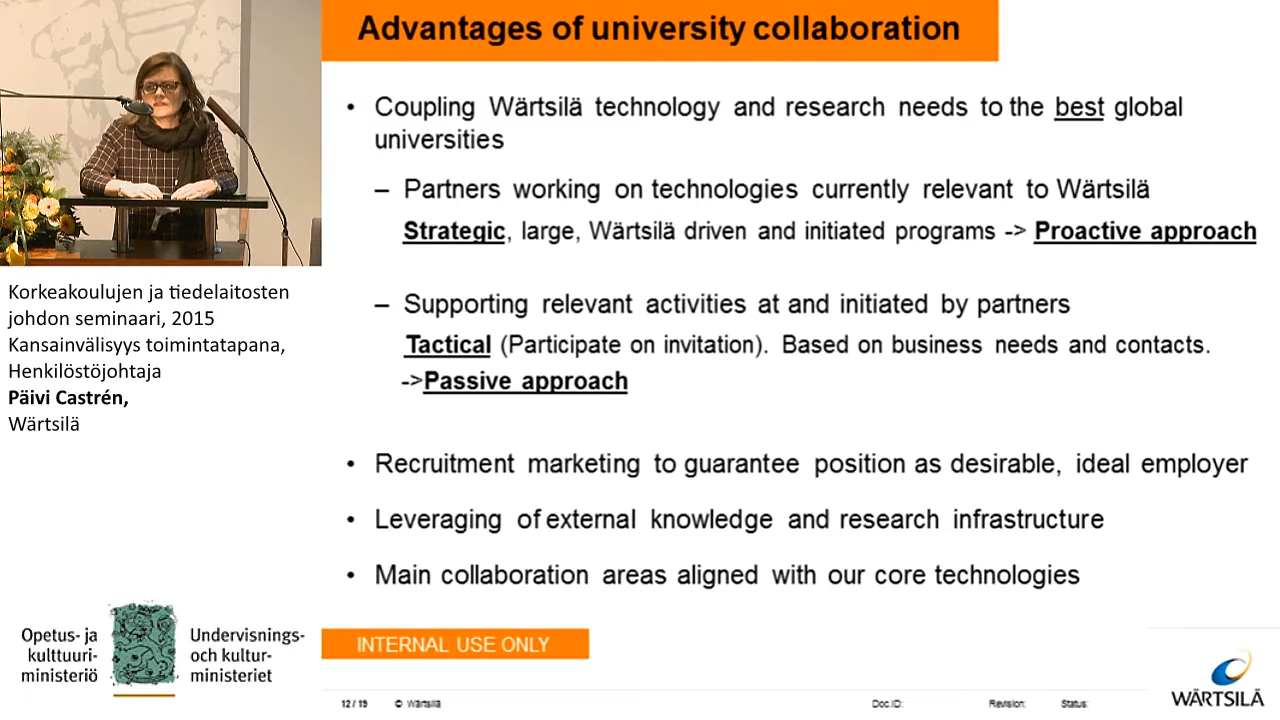 Advantages of university collaboration
• Coupling Wärtsilä technology and research needs to the best global
universities
– Partners working on technologies currently relevant to Wärtsilä
Strategic, large, Wärtsilä driven and initiated programs -> Proactive approach
– Supporting relevant activities at and initiated by partners
Tactical (Participate on invitation). Based on business needs and contacts.
->Passive approach
• Recruitment marketing to guarantee position as desirable, ideal employer
• Leveraging of external knowledge and research infrastructure
• Main collaboration areas aligned with our core technologies
INTERNAL USE ONLY
12 / 19 © Wärtsilä Doc.ID: Revision: Status:
WÄRTSILÄ
Korkeakoulujen ja tiedelaitosten
johdon seminaari, 2015
Kansainvälisyys toimintatapana,
Henkilöstöjohtaja
Päivi Castrén,
Wärtsilä
Opetus- ja
kulttuuri-
ministeriö
Undervisnings-
och kultur-
ministeriet